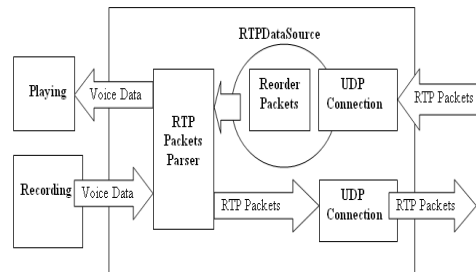 RTPDataSource
Playing
Voice Data
RTP
Packets
Parser
Reorder
Packets
UDP
Connection
RTP Packets
Recording
Voice Data
RTP Packets
UDP
Connection
RTP Packets